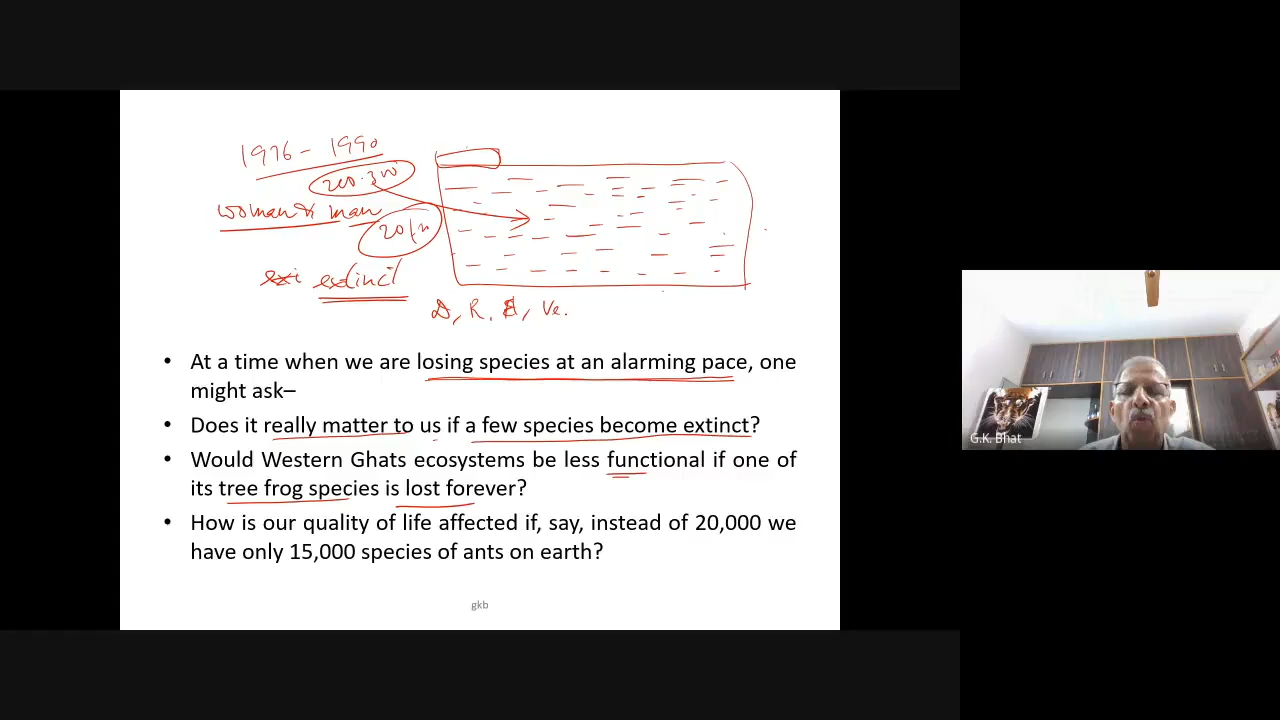 1976 - 1990
200-300
woman & man
extinct
D, R, E, Ve.
• At a time when we are losing species at an alarming pace, one
might ask–
• Does it really matter to us if a few species become extinct?
• Would Western Ghats ecosystems be less functional if one of
its tree frog species is lost forever?
• How is our quality of life affected if, say, instead of 20,000 we
have only 15,000 species of ants on earth?
gkb
G.K. Bhat